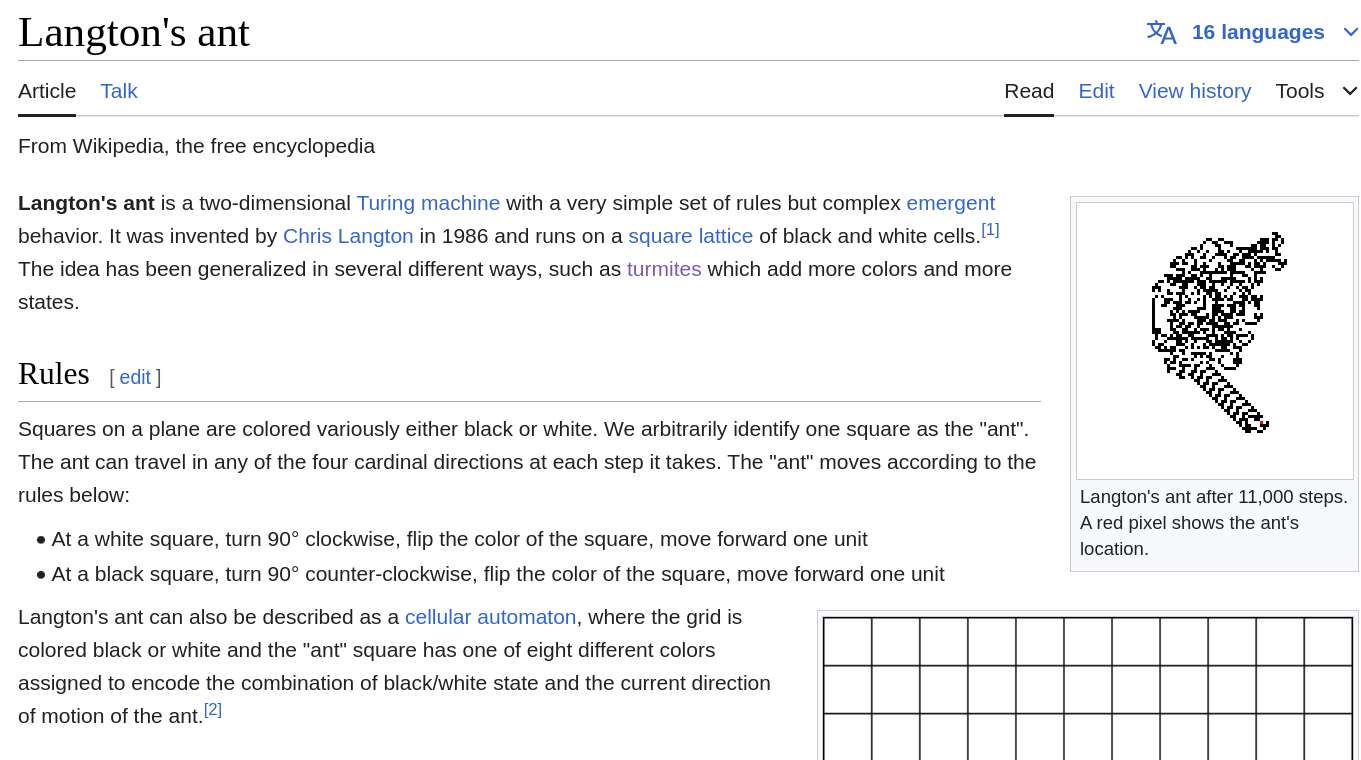 Langton's ant
16 languages
Article Talk
Read Edit View history Tools
From Wikipedia, the free encyclopedia
Langton's ant is a two-dimensional Turing machine with a very simple set of rules but complex emergent
behavior. It was invented by Chris Langton in 1986 and runs on a square lattice of black and white cells.[1]
The idea has been generalized in several different ways, such as turmites which add more colors and more
states.
Langton's ant after 11,000 steps.
A red pixel shows the ant's
location.
Rules [ edit ]
Squares on a plane are colored variously either black or white. We arbitrarily identify one square as the "ant".
The ant can travel in any of the four cardinal directions at each step it takes. The "ant" moves according to the
rules below:
• At a white square, turn 90° clockwise, flip the color of the square, move forward one unit
• At a black square, turn 90° counter-clockwise, flip the color of the square, move forward one unit
Langton's ant can also be described as a cellular automaton, where the grid is
colored black or white and the "ant" square has one of eight different colors
assigned to encode the combination of black/white state and the current direction
of motion of the ant.[2]